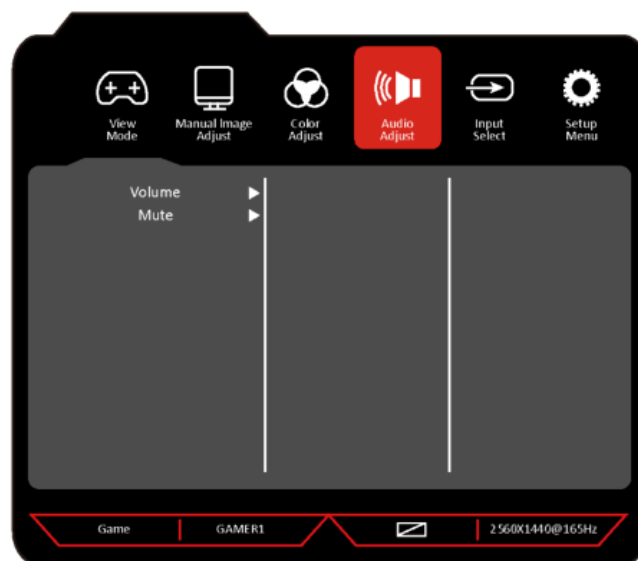 View
Mode
Manual Image
Adjust
Color
Adjust
Audio
Adjust
Input
Select
Setup
Menu
Volume
Mute
Game
GAMER1
2560X1440@165Hz